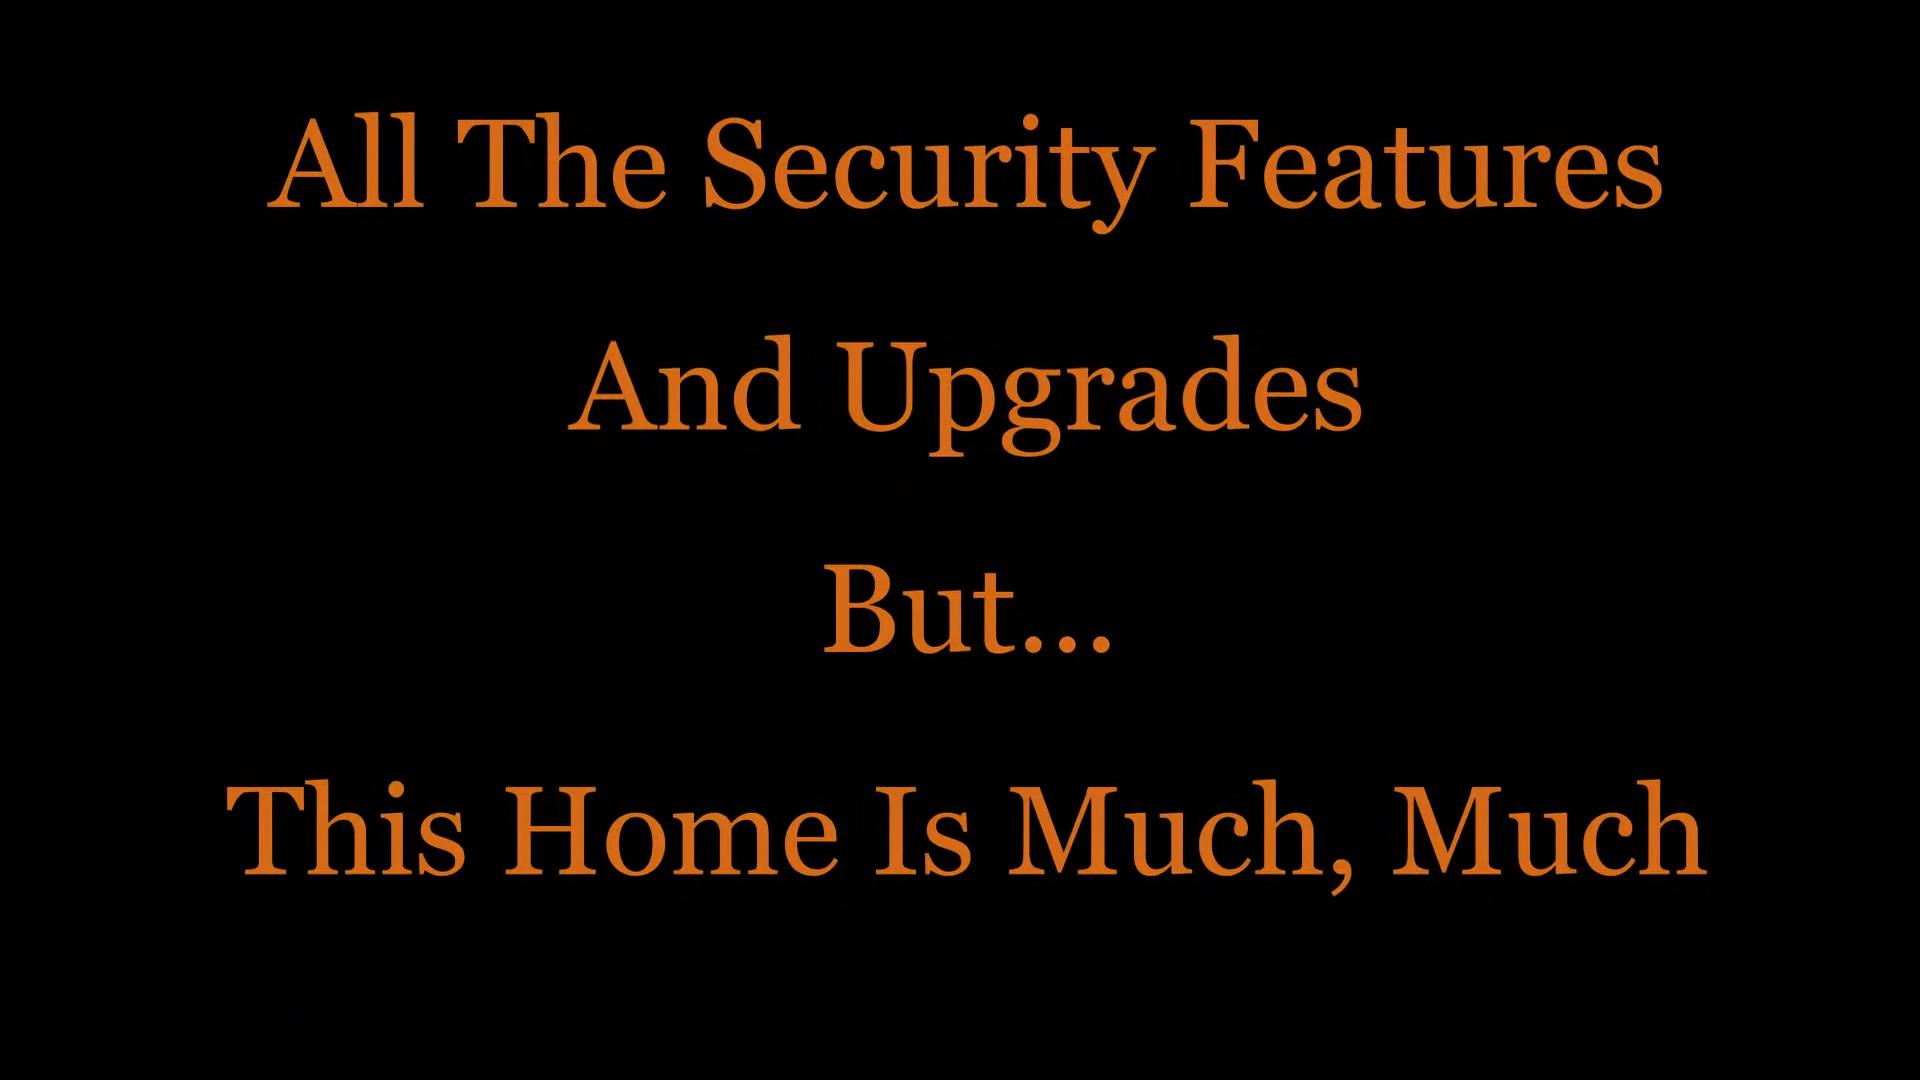 All The Security Features
And Upgrades
But...
This Home Is Much, Much